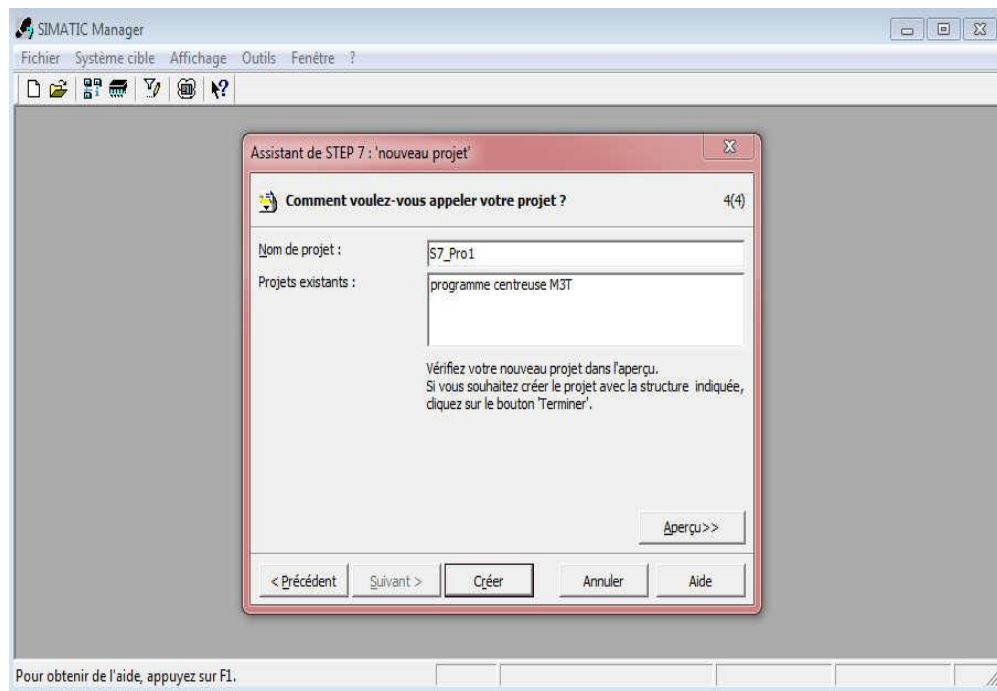 SIMATIC Manager
Fichier Système cible Affichage Outils Fenêtre ?
Assistant de STEP 7 : 'nouveau projet'
Comment voulez-vous appeler votre projet ? 4(4)
Nom de projet : S7_Pro1
Projets existants : programme centreuse M3T
Vérifiez votre nouveau projet dans l'aperçu.
Si vous souhaitez créer le projet avec la structure indiquée,
cliquez sur le bouton 'Terminer'.
Aperçu>>
< Précédent Suivant > Créer Annuler Aide
Pour obtenir de l'aide, appuyez sur F1.